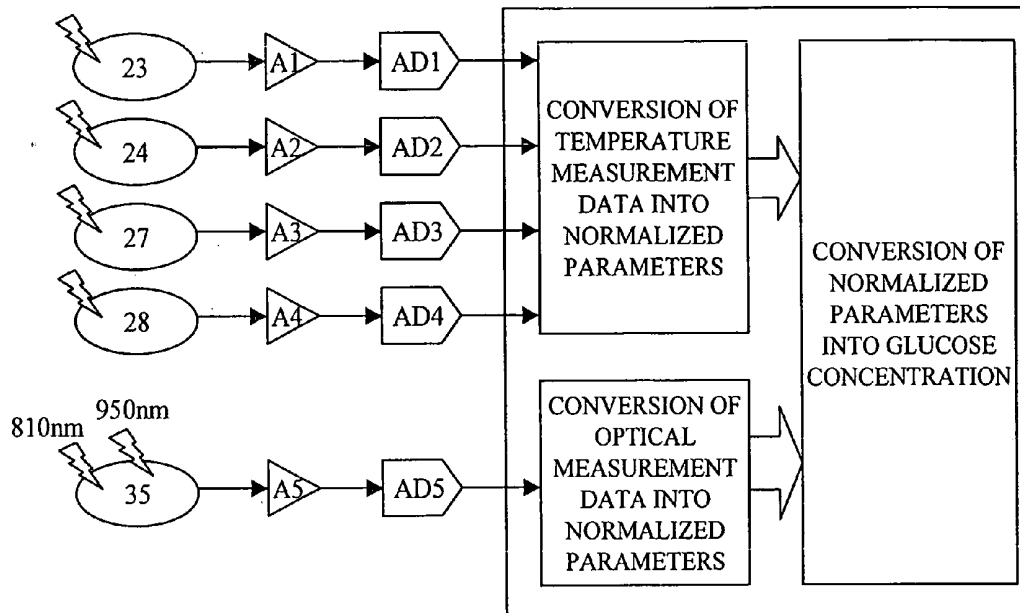 23 A1 AD1
24 A2 AD2
27 A3 AD3
28 A4 AD4
CONVERSION OF
TEMPERATURE
MEASUREMENT
DATA INTO
NORMALIZED
PARAMETERS
810nm 950nm
35 A5 AD5
CONVERSION OF
OPTICAL
MEASUREMENT
DATA INTO
NORMALIZED
PARAMETERS
CONVERSION OF
NORMALIZED
PARAMETERS
INTO GLUCOSE
CONCENTRATION